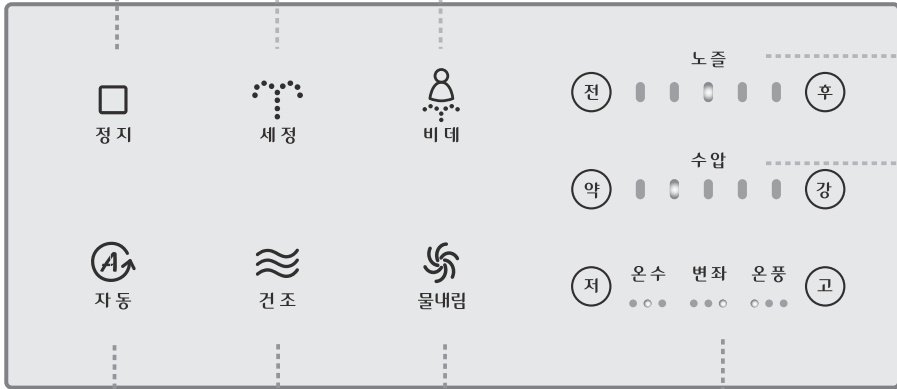 정지
세정
비데
자동
건조
물내림
노즐
전
후
수압
약
강
저
온수
변좌
온풍
고